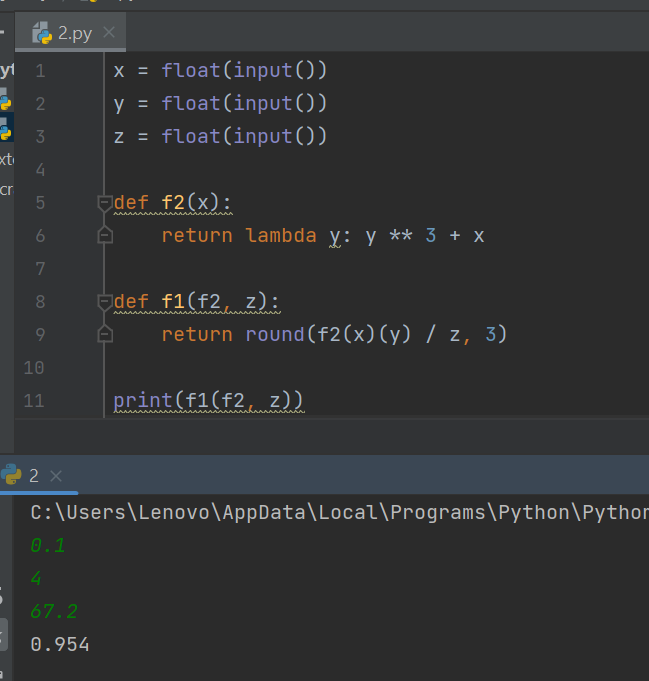 2.py
1 x = float(input())
2 y = float(input())
3 z = float(input())
4
5 def f2(x):
6 return lambda y: y ** 3 + x
7
8 def f1(f2, z):
9 return round(f2(x)(y) / z, 3)
10
11 print(f1(f2, z))
2
C:\Users\Lenovo\AppData\Local\Programs\Python\Python
0.1
4
67.2
0.954